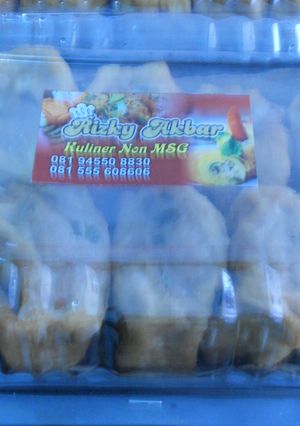 Rizky Akbar
Kuliner Non MSG
081 94550 8830
081 555 608606